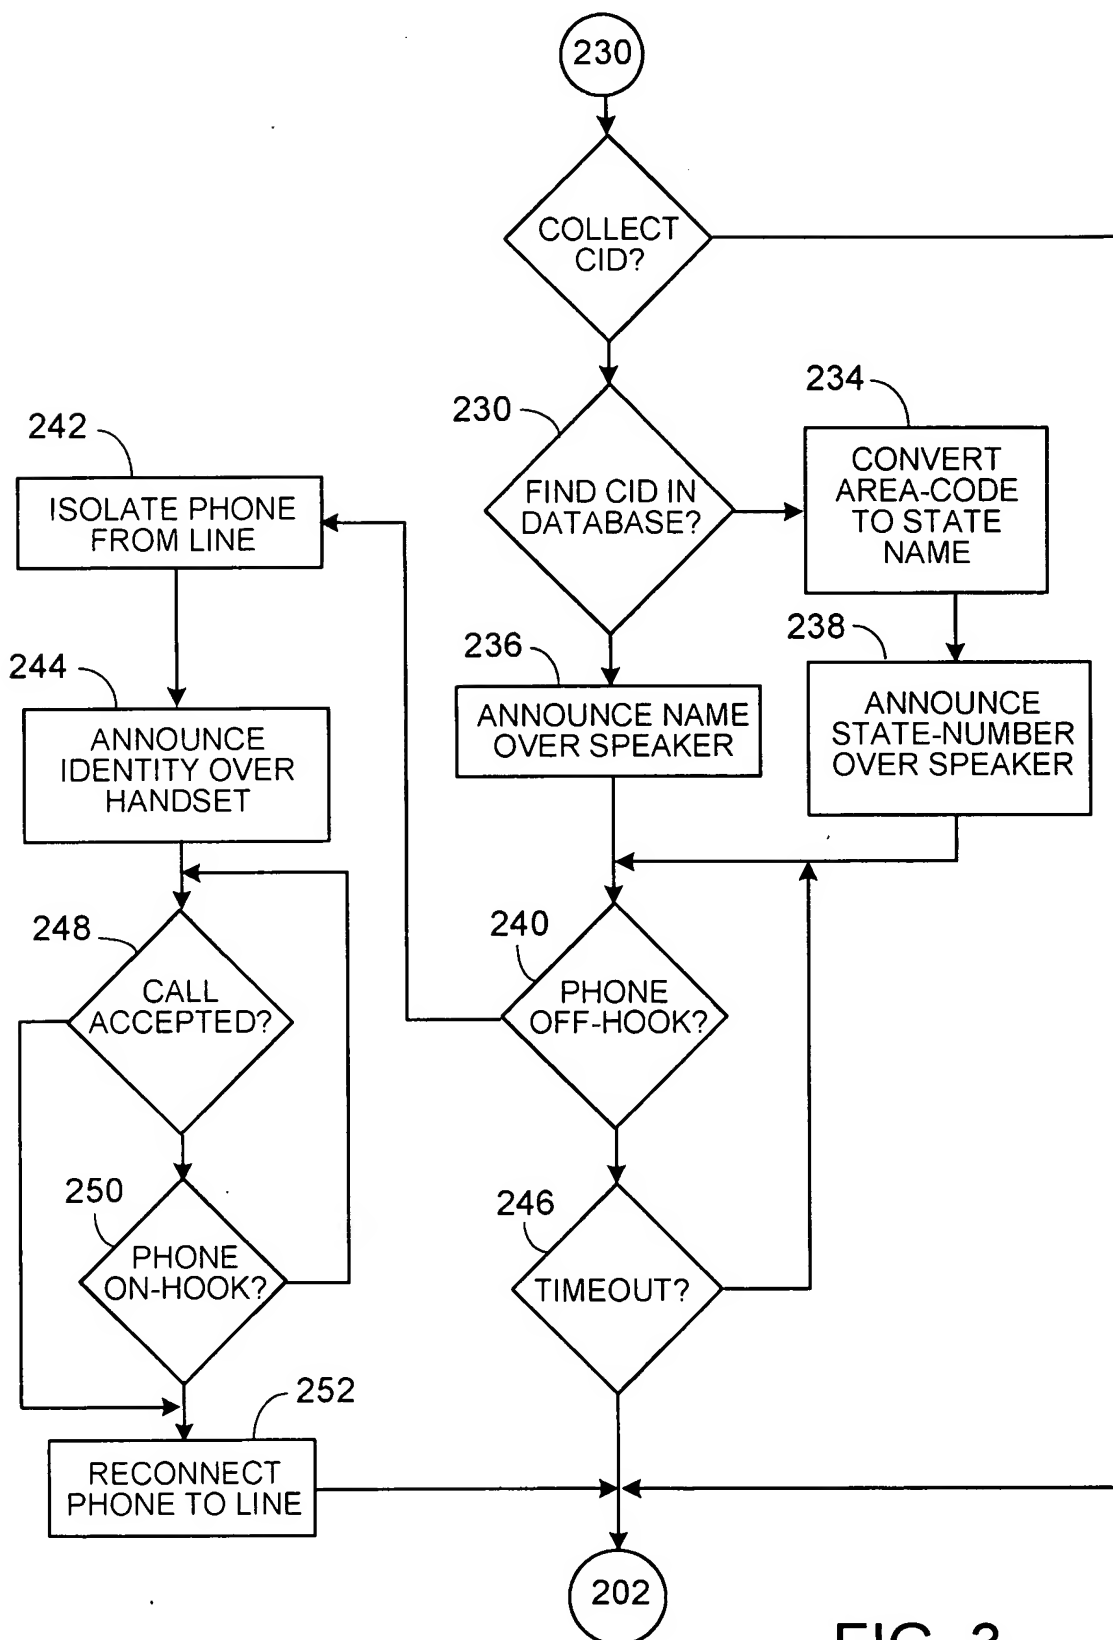 230
COLLECT
CID?
230
FIND CID IN
DATABASE?
234
CONVERT
AREA-CODE
TO STATE
NAME
242
ISOLATE PHONE
FROM LINE
236
ANNOUNCE NAME
OVER SPEAKER
238
ANNOUNCE
STATE-NUMBER
OVER SPEAKER
244
ANNOUNCE
IDENTITY OVER
HANDSET
240
PHONE
OFF-HOOK?
248
CALL
ACCEPTED?
250
PHONE
ON-HOOK?
246
TIMEOUT?
252
RECONNECT
PHONE TO LINE
202
FIG. 3